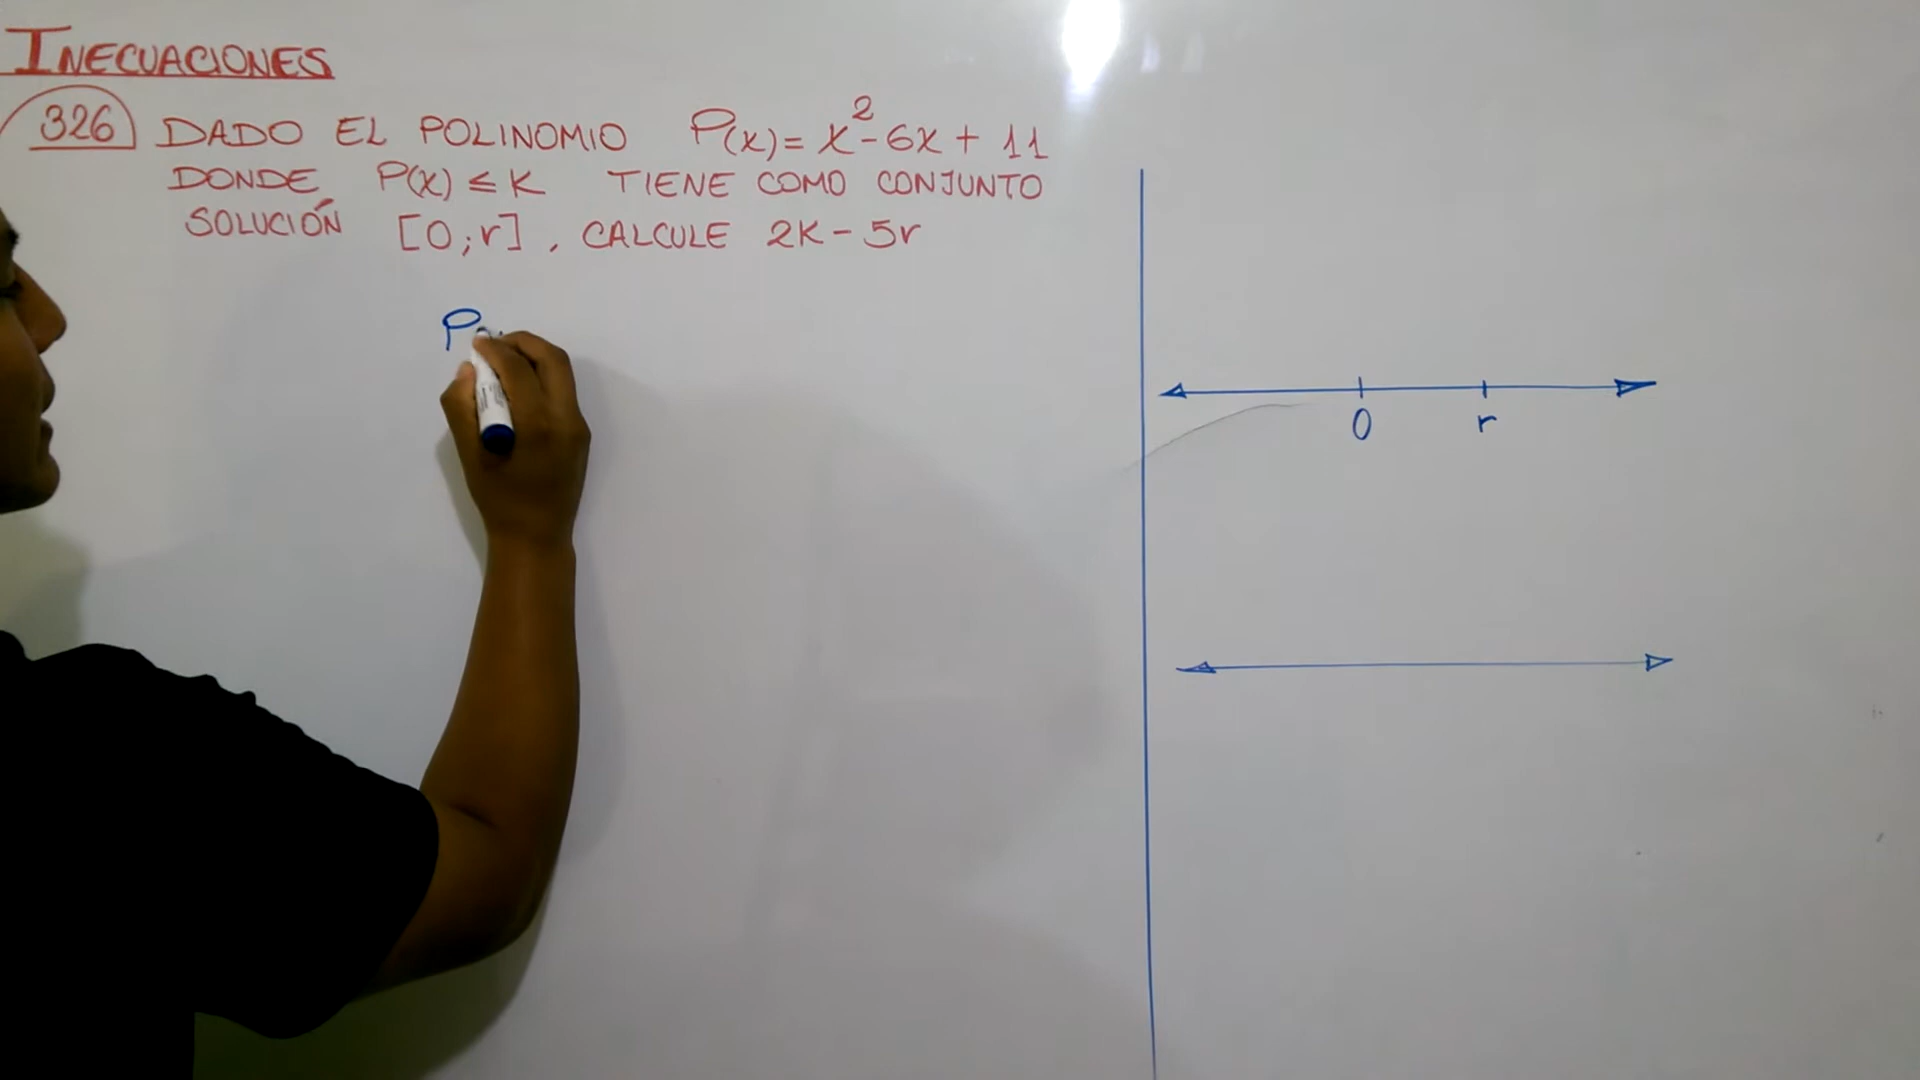 INECUACIONES
326 DADO EL POLINOMIO P(x) = x²-6x + 11
DONDE P(x) ≤ K TIENE COMO CONJUNTO
SOLUCIÓN [0;r], CALCULE 2K - 5r
P
0 r